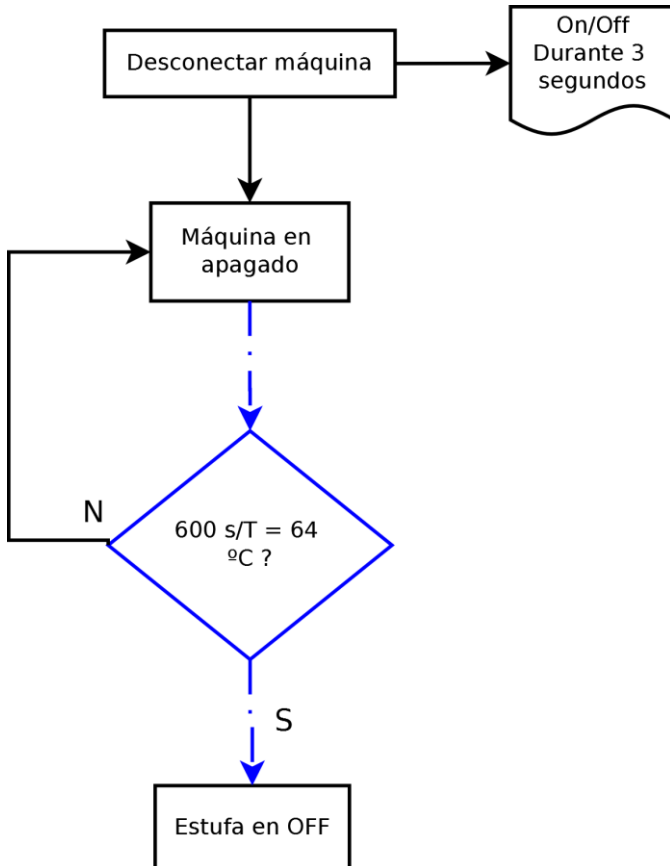 Desconectar máquina
On/Off
Durante 3
segundos
Máquina en
apagado
N
600 s/T = 64
ºC ?
S
Estufa en OFF